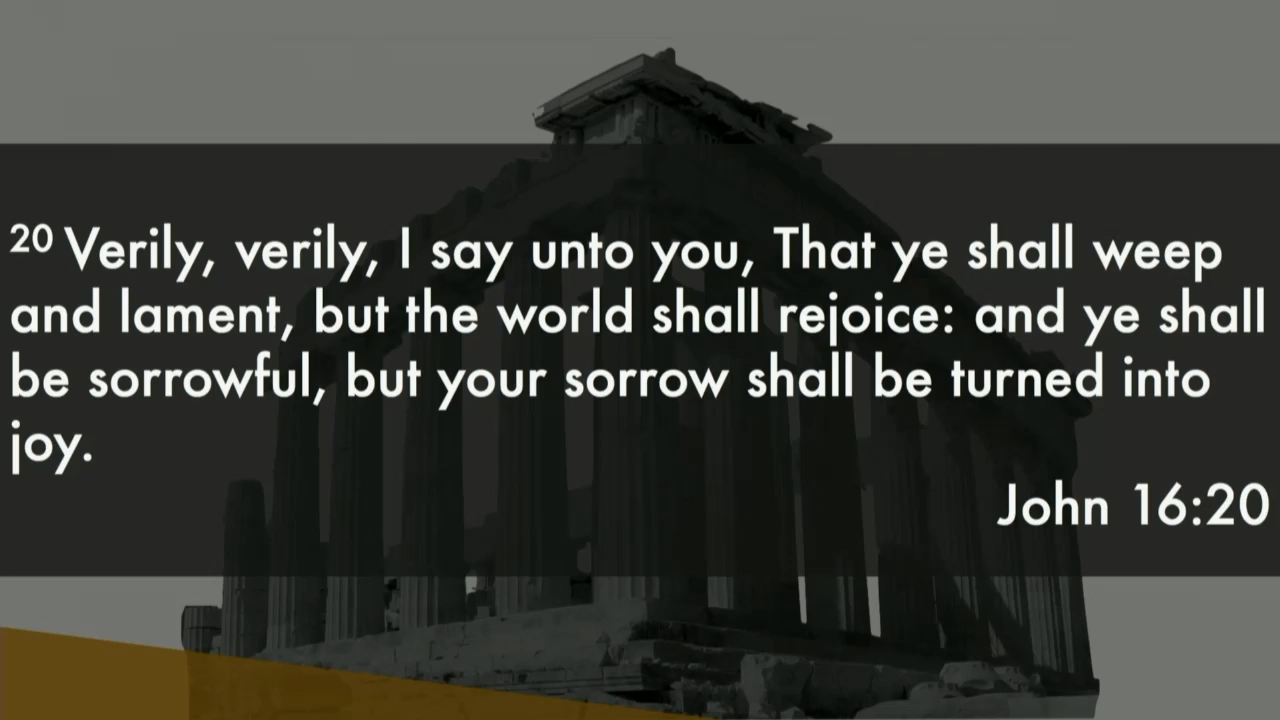 20 Verily, verily, I say unto you, That ye shall weep
and lament, but the world shall rejoice: and ye shall
be sorrowful, but your sorrow shall be turned into
joy.
John 16:20